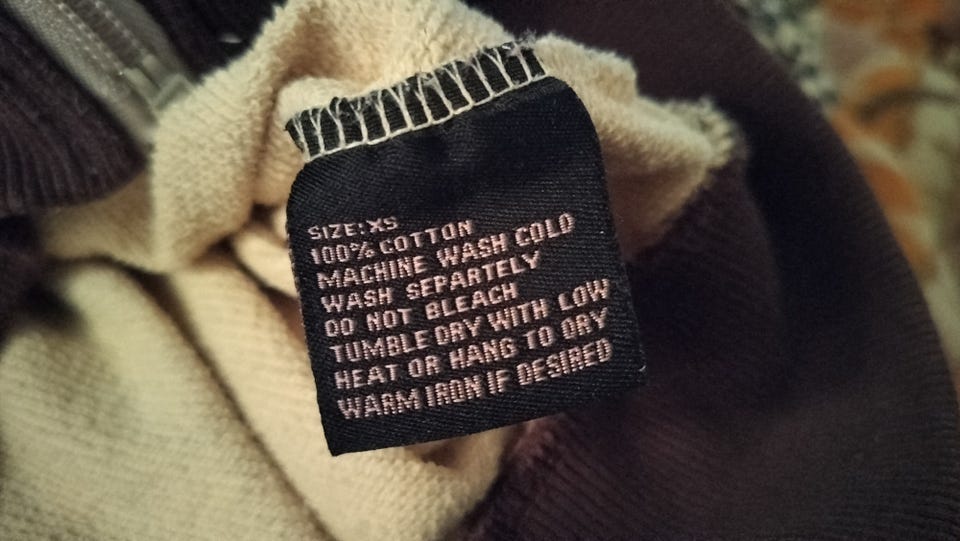 SIZE:XS
100% COTTON
MACHINE WASH COLD
WASH SEPARTELY
DO NOT BLEACH
TUMBLE DRY WITH LOW
HEAT OR HANG TO DRY
WARM IRON IF DESIRED